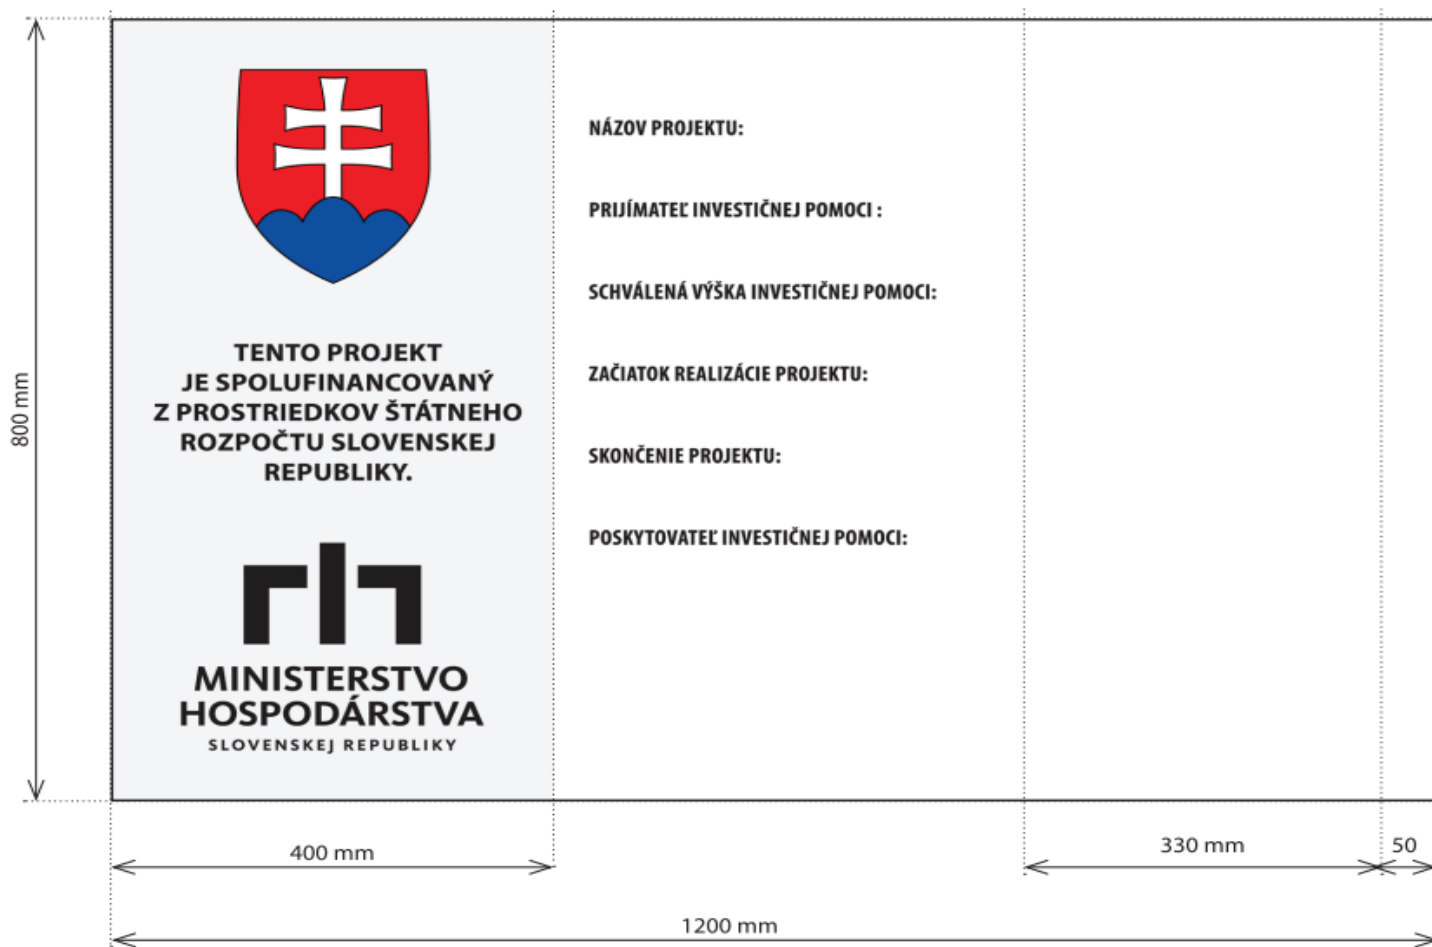 TENTO PROJEKT
JE SPOLUFINANCOVANÝ
Z PROSTRIEDKOV ŠTÁTNEHO
ROZPOČTU SLOVENSKEJ
REPUBLIKY.
MINISTERSTVO
HOSPODÁRSTVA
SLOVENSKEJ REPUBLIKY
NÁZOV PROJEKTU:
PRIJÍMATEĽ INVESTIČNEJ POMOCI :
SCHVÁLENÁ VÝŠKA INVESTIČNEJ POMOCI:
ZAČIATOK REALIZÁCIE PROJEKTU:
SKONČENIE PROJEKTU:
POSKYTOVATEĽ INVESTIČNEJ POMOCI:
800 mm
400 mm
330 mm
50
1200 mm